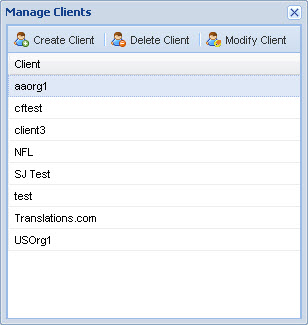 Manage Clients
Create Client Delete Client Modify Client
Client
aaorg1
cftest
client3
NFL
SJ Test
test
Translations.com
USOrg1